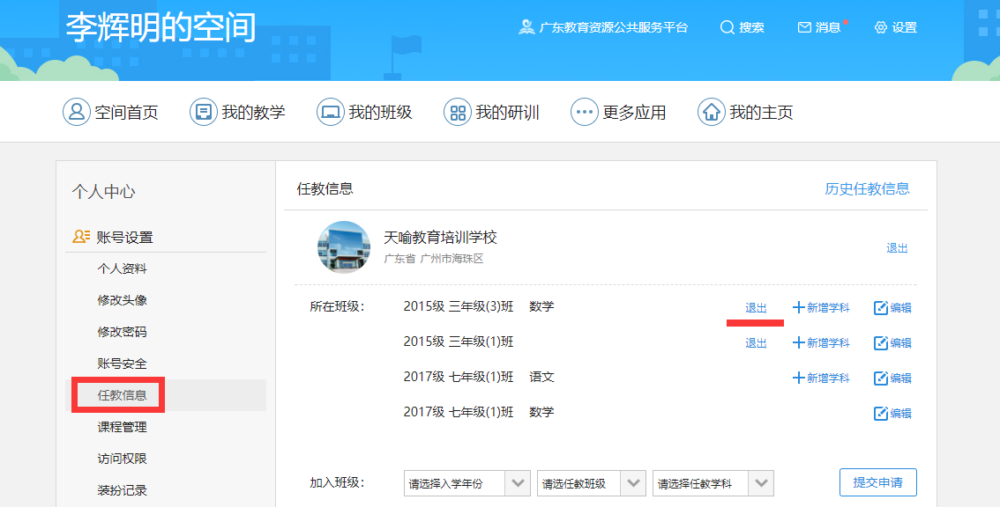 李辉明的空间
广东教育资源公共服务平台 搜索 消息 设置
空间首页 我的教学 我的班级 我的研训 更多应用 我的主页
个人中心
账号设置
个人资料
修改头像
修改密码
账号安全
任教信息
课程管理
访问权限
装扮记录
任教信息 历史任教信息
天喻教育培训学校
广东省 广州市海珠区
退出
所在班级: 2015级 三年级(3)班 数学 退出 新增学科 编辑
2015级 三年级(1)班 退出 新增学科 编辑
2017级 七年级(1)班 语文 新增学科 编辑
2017级 七年级(1)班 数学 编辑
加入班级: 请选择入学年份 请选任教班级 请选择任教学科 提交申请